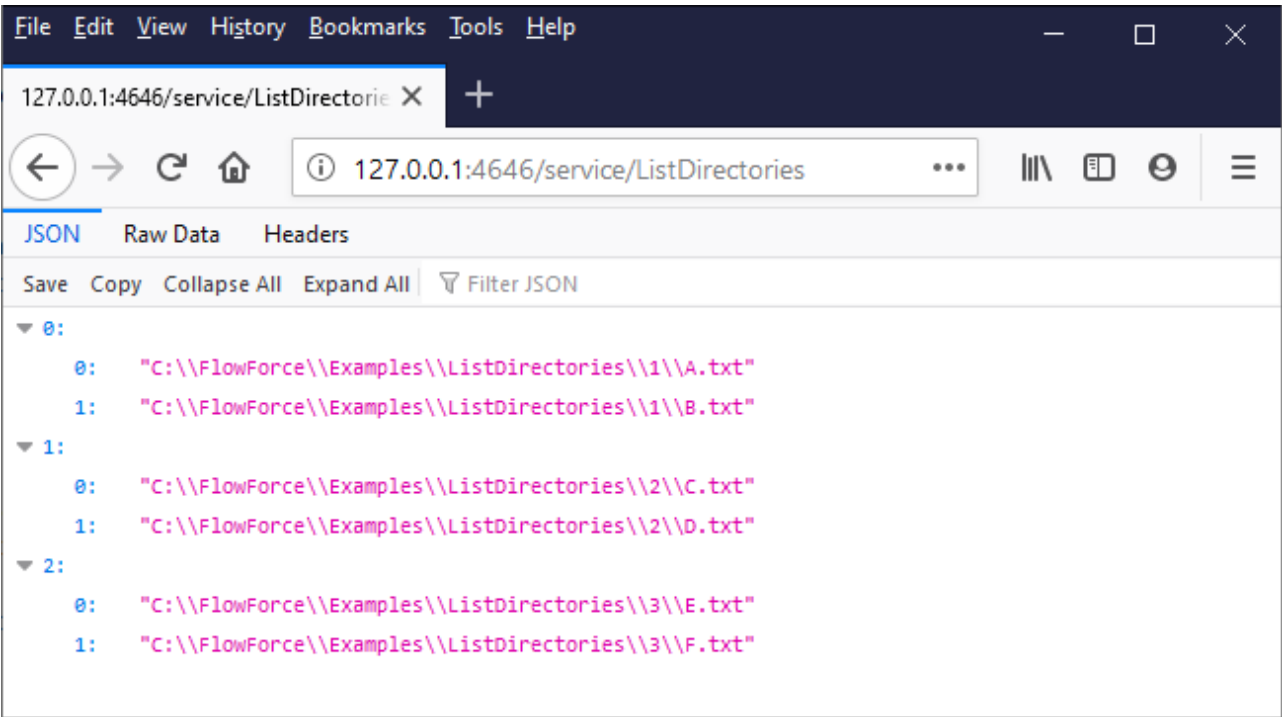 File Edit View History Bookmarks Tools Help
127.0.0.1:4646/service/ListDirectorie
127.0.0.1:4646/service/ListDirectories
JSON Raw Data Headers
Save Copy Collapse All Expand All Filter JSON
0:
0: "C:\\FlowForce\\Examples\\ListDirectories\\1\\A.txt"
1: "C:\\FlowForce\\Examples\\ListDirectories\\1\\B.txt"
1:
0: "C:\\FlowForce\\Examples\\ListDirectories\\2\\C.txt"
1: "C:\\FlowForce\\Examples\\ListDirectories\\2\\D.txt"
2:
0: "C:\\FlowForce\\Examples\\ListDirectories\\3\\E.txt"
1: "C:\\FlowForce\\Examples\\ListDirectories\\3\\F.txt"